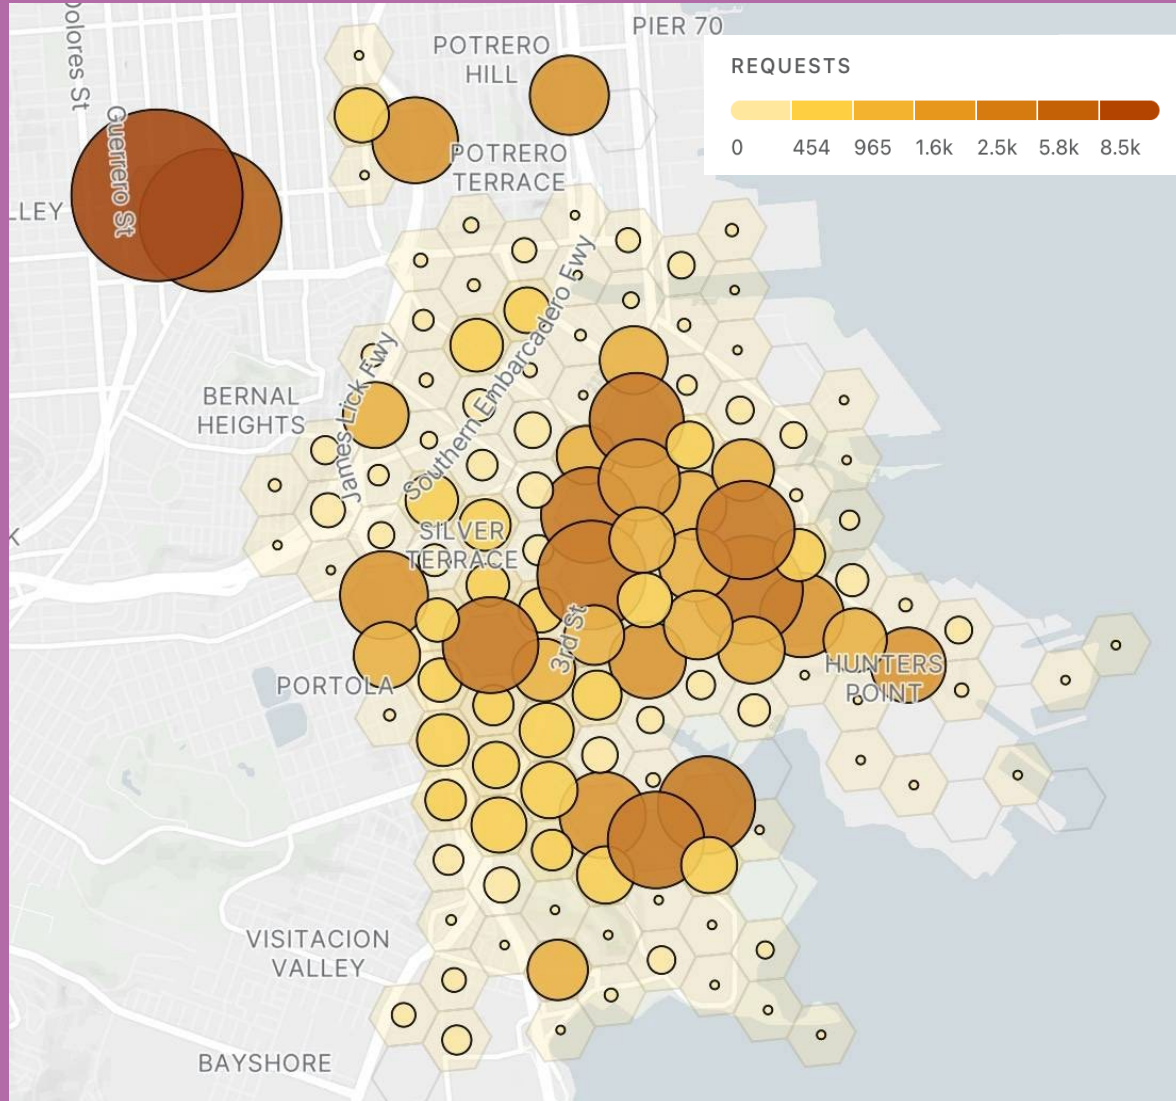 Dolores St
PIER 70
POTRERO
HILL
REQUESTS
0 454 965 1.6k 2.5k 5.8k 8.5k
Guerrero St
POTRERO
TERRACE
LLEY
Southern Embarcadero Fwy
James Lick Fwy
BERNAL
HEIGHTS
K
SILVER
TERRACE
3rd St
HUNTERS
POINT
PORTOLA
VISITACION
VALLEY
BAYSHORE